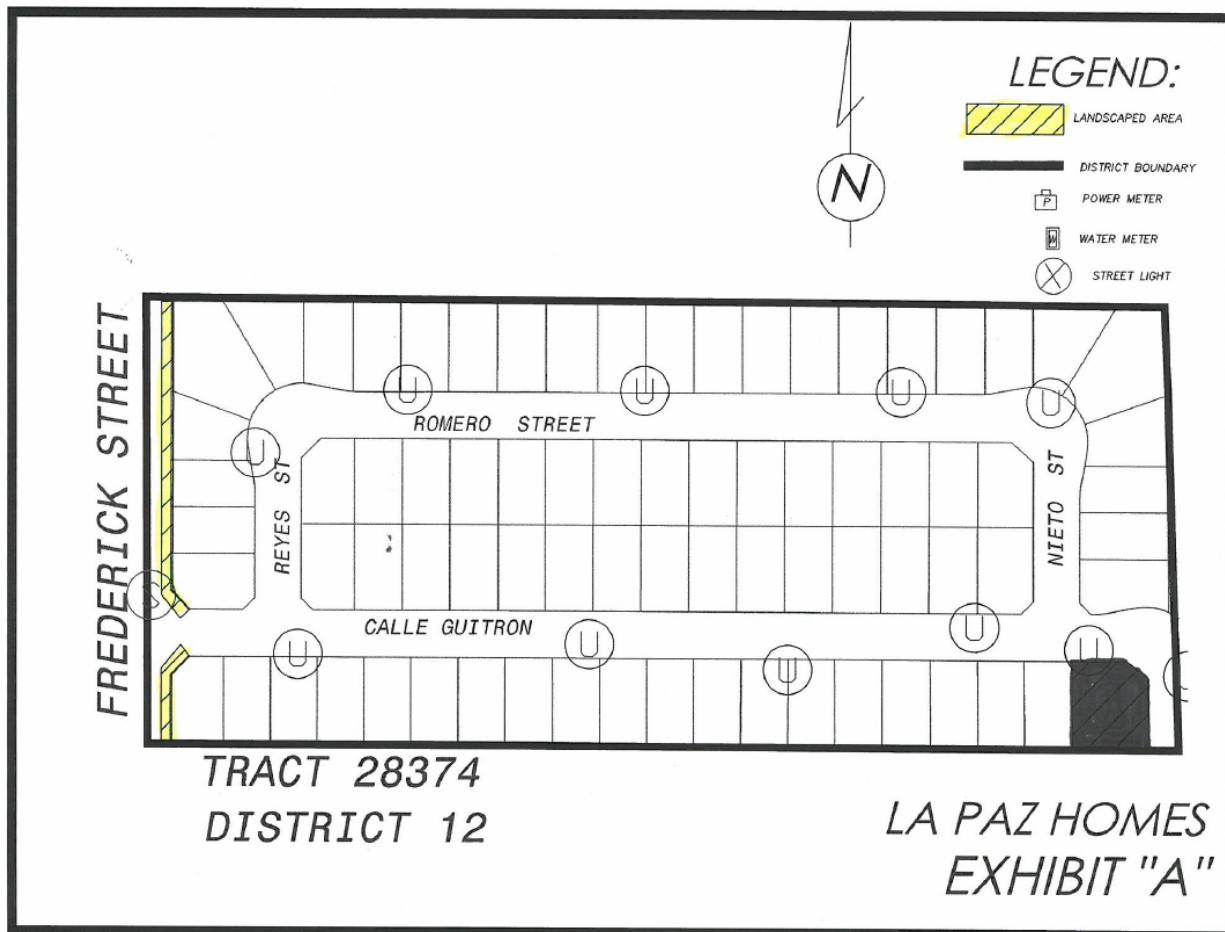 LEGEND:
LANDSCAPED AREA
DISTRICT BOUNDARY
P POWER METER
W WATER METER
X STREET LIGHT
N
FREDERICK STREET
U
U
U
U
ROMERO STREET
U
REYES ST
NIETO ST
S
CALLE GUITRON
U
U
U
U
U
TRACT 28374
DISTRICT 12
LA PAZ HOMES
EXHIBIT "A"